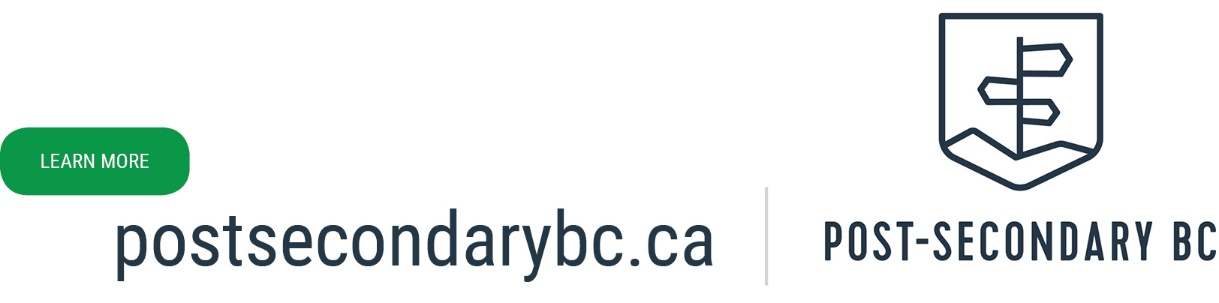 LEARN MORE
postsecondarybc.ca
POST-SECONDARY BC